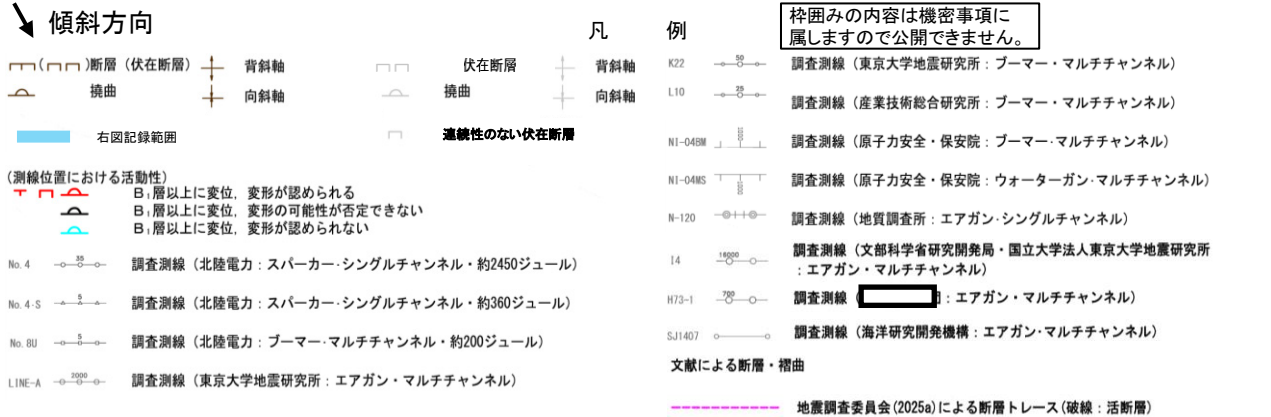 傾斜方向
凡 例
枠囲みの内容は機密事項に
属しますので公開できません。
断層（伏在断層） 背斜軸
撓曲 向斜軸
伏在断層 背斜軸
撓曲 向斜軸
右図記録範囲
連続性のない伏在断層
(測線位置における活動性)
B₁層以上に変位，変形が認められる
B₁層以上に変位，変形の可能性が否定できない
B₁層以上に変位，変形が認められない
No.4 35 調査測線（北陸電力：スパーカー･シングルチャンネル・約2450ジュール）
No.4-S 5 調査測線（北陸電力：スパーカー･シングルチャンネル・約360ジュール）
No.8U 5 調査測線（北陸電力：ブーマー･マルチチャンネル・約200ジュール）
LINE-A 2000 調査測線（東京大学地震研究所：エアガン・マルチチャンネル）
K22 50 調査測線（東京大学地震研究所：ブーマー・マルチチャンネル）
L10 25 調査測線（産業技術総合研究所：ブーマー・マルチチャンネル）
NI-04BM 1000 調査測線（原子力安全・保安院：ブーマー･マルチチャンネル）
NI-04WS 1000 調査測線（原子力安全・保安院：ウォーターガン･マルチチャンネル）
N-120 調査測線（地質調査所：エアガン･シングルチャンネル）
I4 16000 調査測線（文部科学省研究開発局・国立大学法人東京大学地震研究所
：エアガン・マルチチャンネル）
H73-1 700 調査測線（ ：エアガン・マルチチャンネル）
SJ1407 調査測線（海洋研究開発機構：エアガン･マルチチャンネル）
文献による断層・褶曲
地震調査委員会(2025a)による断層トレース(破線：活断層)